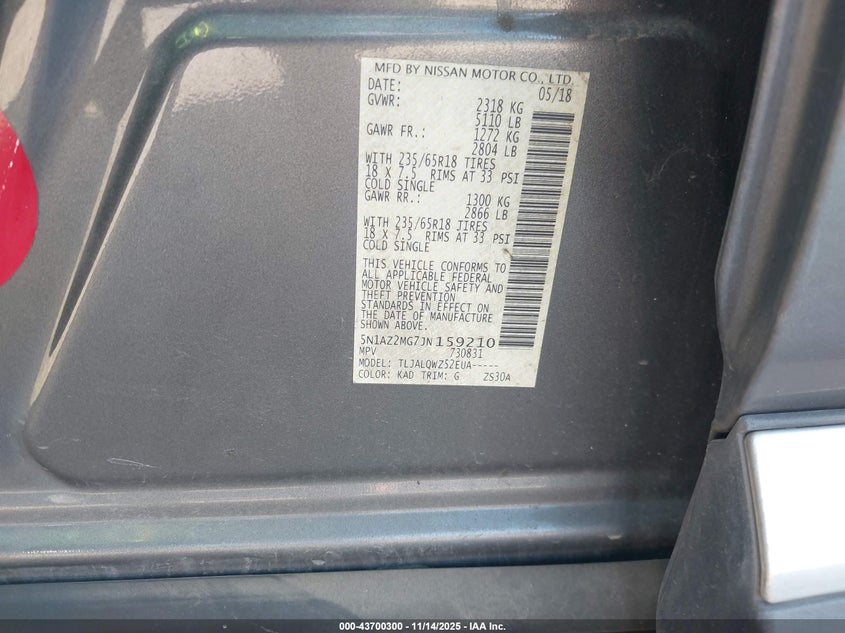 MFD BY NISSAN MOTOR CO., LTD.
DATE: 05/18
GVWR: 2318 KG
5110 LB
GAWR FR.: 1272 KG
2804 LB
WITH 235/65R18 TIRES
18 X 7.5 RIMS AT 33 PSI
COLD SINGLE
GAWR RR.: 1300 KG
2866 LB
WITH 235/65R18 TIRES
18 X 7.5 RIMS AT 33 PSI
COLD SINGLE
THIS VEHICLE CONFORMS TO
ALL APPLICABLE FEDERAL
MOTOR VEHICLE SAFETY AND
THEFT PREVENTION
STANDARDS IN EFFECT ON
THE DATE OF MANUFACTURE
SHOWN ABOVE.
5N1AZ2MG7JN159210
MPV 730831
MODEL: TLJALQWZ52EUA-----
COLOR: KAD TRIM: G ZS30A
000-43700300 - 11/14/2025 - IAA Inc.